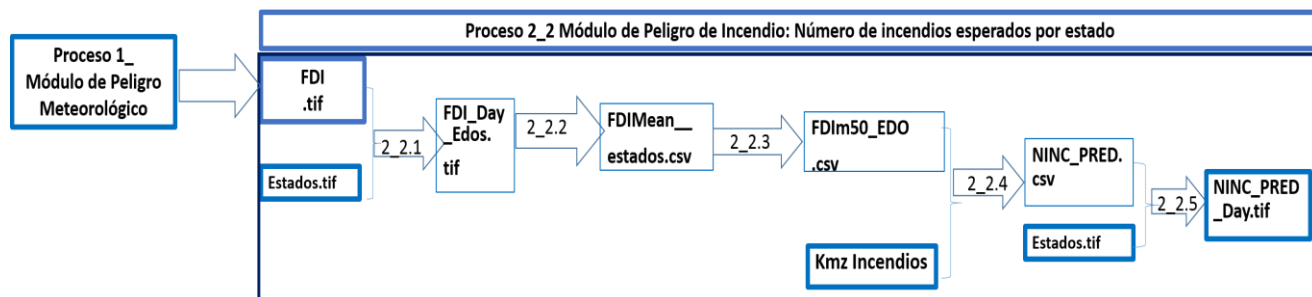 Proceso 2_2 Módulo de Peligro de Incendio: Número de incendios esperados por estado
Proceso 1_
Módulo de Peligro
Meteorológico
FDI
.tif
Estados.tif
2_2.1
FDI_Day
_Edos.
tif
2_2.2
FDIMean__
estados.csv
2_2.3
FDIm50_EDO
.csv
Kmz Incendios
2_2.4
NINC_PRED.
csv
Estados.tif
2_2.5
NINC_PRED
_Day.tif